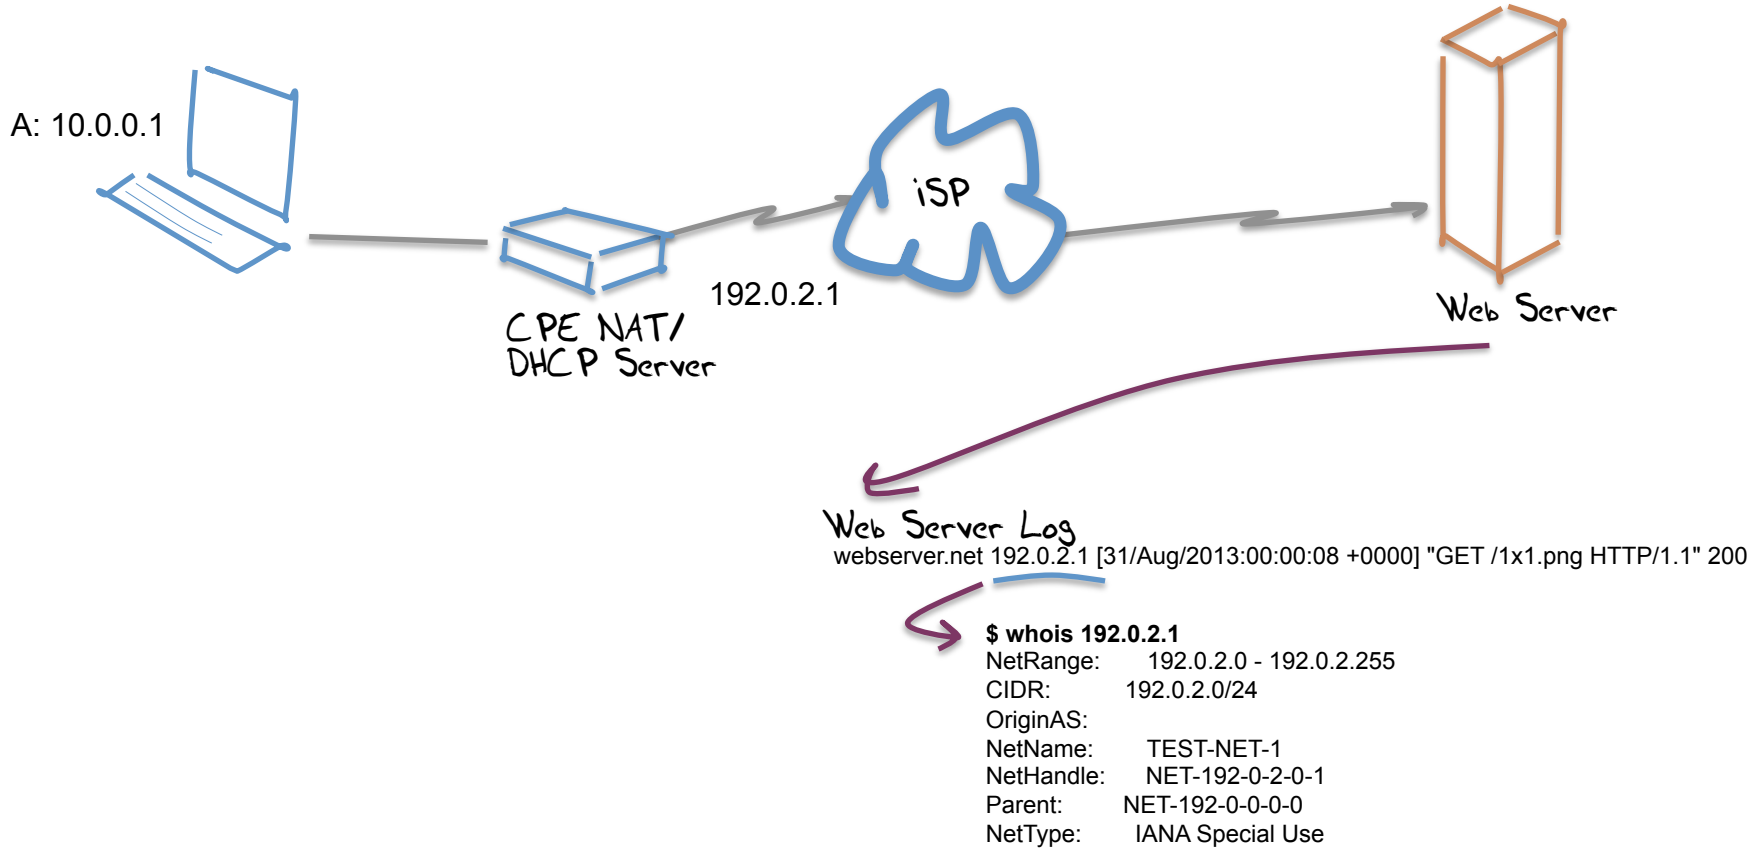 A: 10.0.0.1
iSP
192.0.2.1
CPE NAT/
DHCP Server
Web Server
Web Server Log
webserver.net 192.0.2.1 [31/Aug/2013:00:00:08 +0000] "GET /1x1.png HTTP/1.1" 200
$ whois 192.0.2.1
NetRange: 192.0.2.0 - 192.0.2.255
CIDR: 192.0.2.0/24
OriginAS:
NetName: TEST-NET-1
NetHandle: NET-192-0-2-0-1
Parent: NET-192-0-0-0-0
NetType: IANA Special Use